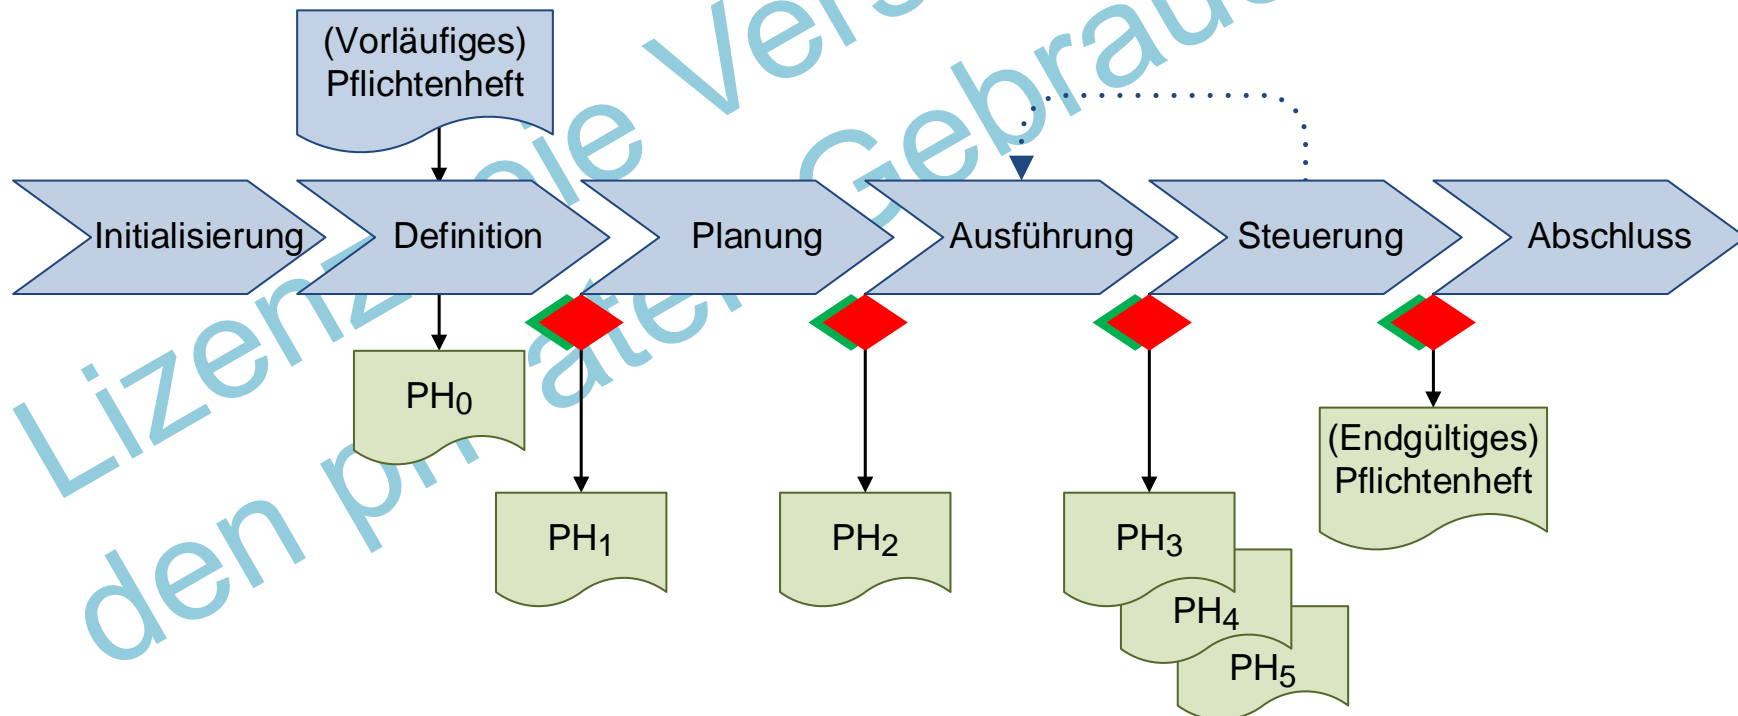 (Vorläufiges)
Pflichtenheft
Initialisierung
Definition
Planung
Ausführung
Steuerung
Abschluss
PH0
(Endgültiges)
Pflichtenheft
PH1
PH2
PH3
PH4
PH5